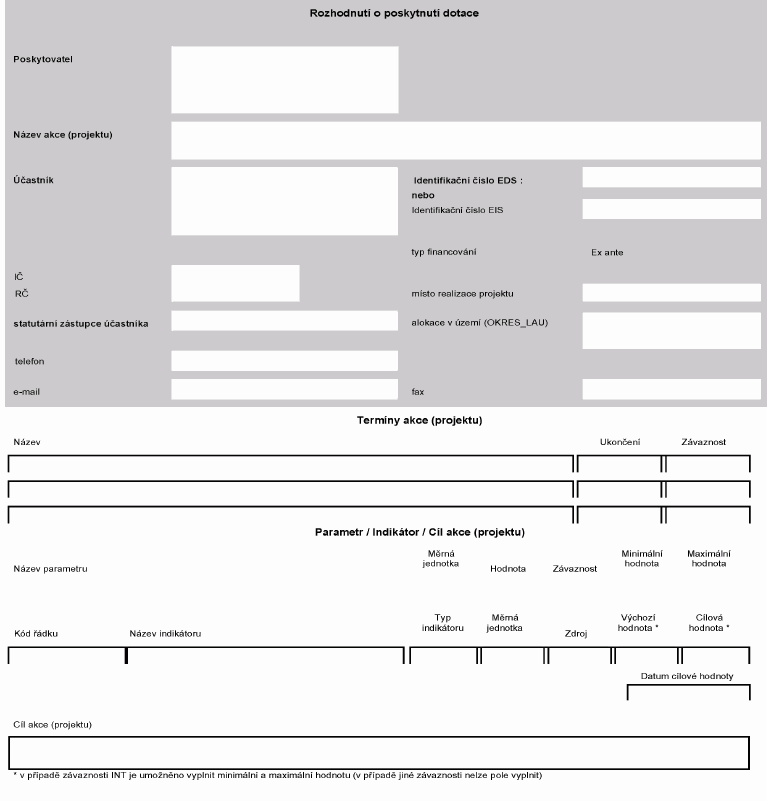 Rozhodnutí o poskytnutí dotace
Poskytovatel
Název akce (projektu)
Účastník
Identifikační číslo EDS :
nebo
Identifikační číslo EIS
typ financování Ex ante
IČ
RČ
místo realizace projektu
statutární zástupce účastníka
alokace v území (OKRES_LAU)
telefon
e-mail
fax
Termíny akce (projektu)
Název Ukončení Závaznost
Parametr / Indikátor / Cíl akce (projektu)
Název parametru
Měrná
jednotka
Hodnota
Závaznost
Minimální
hodnota
Maximální
hodnota
Kód řádku
Název indikátoru
Typ
indikátoru
Měrná
jednotka
Zdroj
Výchozí
hodnota *
Cílová
hodnota *
Datum cílové hodnoty
Cíl akce (projektu)
* v případě závaznosti INT je umožněno vyplnit minimální a maximální hodnotu (v případě jiné závaznosti nelze pole vyplnit)